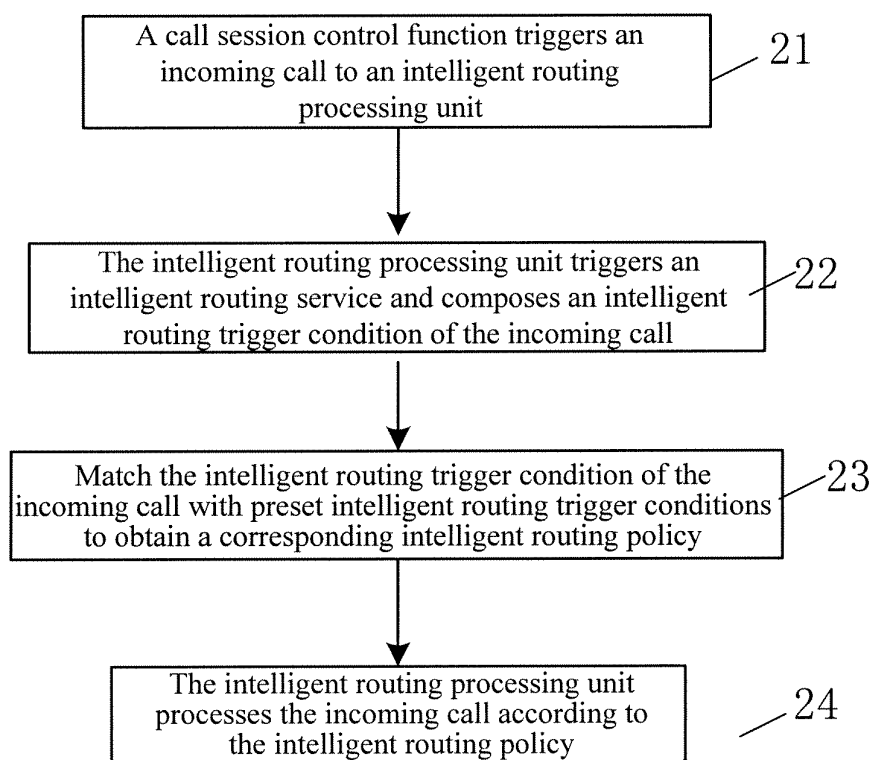 A call session control function triggers an
incoming call to an intelligent routing
processing unit
21
The intelligent routing processing unit triggers an
intelligent routing service and composes an intelligent
routing trigger condition of the incoming call
22
Match the intelligent routing trigger condition of the
incoming call with preset intelligent routing trigger conditions
to obtain a corresponding intelligent routing policy
23
The intelligent routing processing unit
processes the incoming call according to
the intelligent routing policy
24